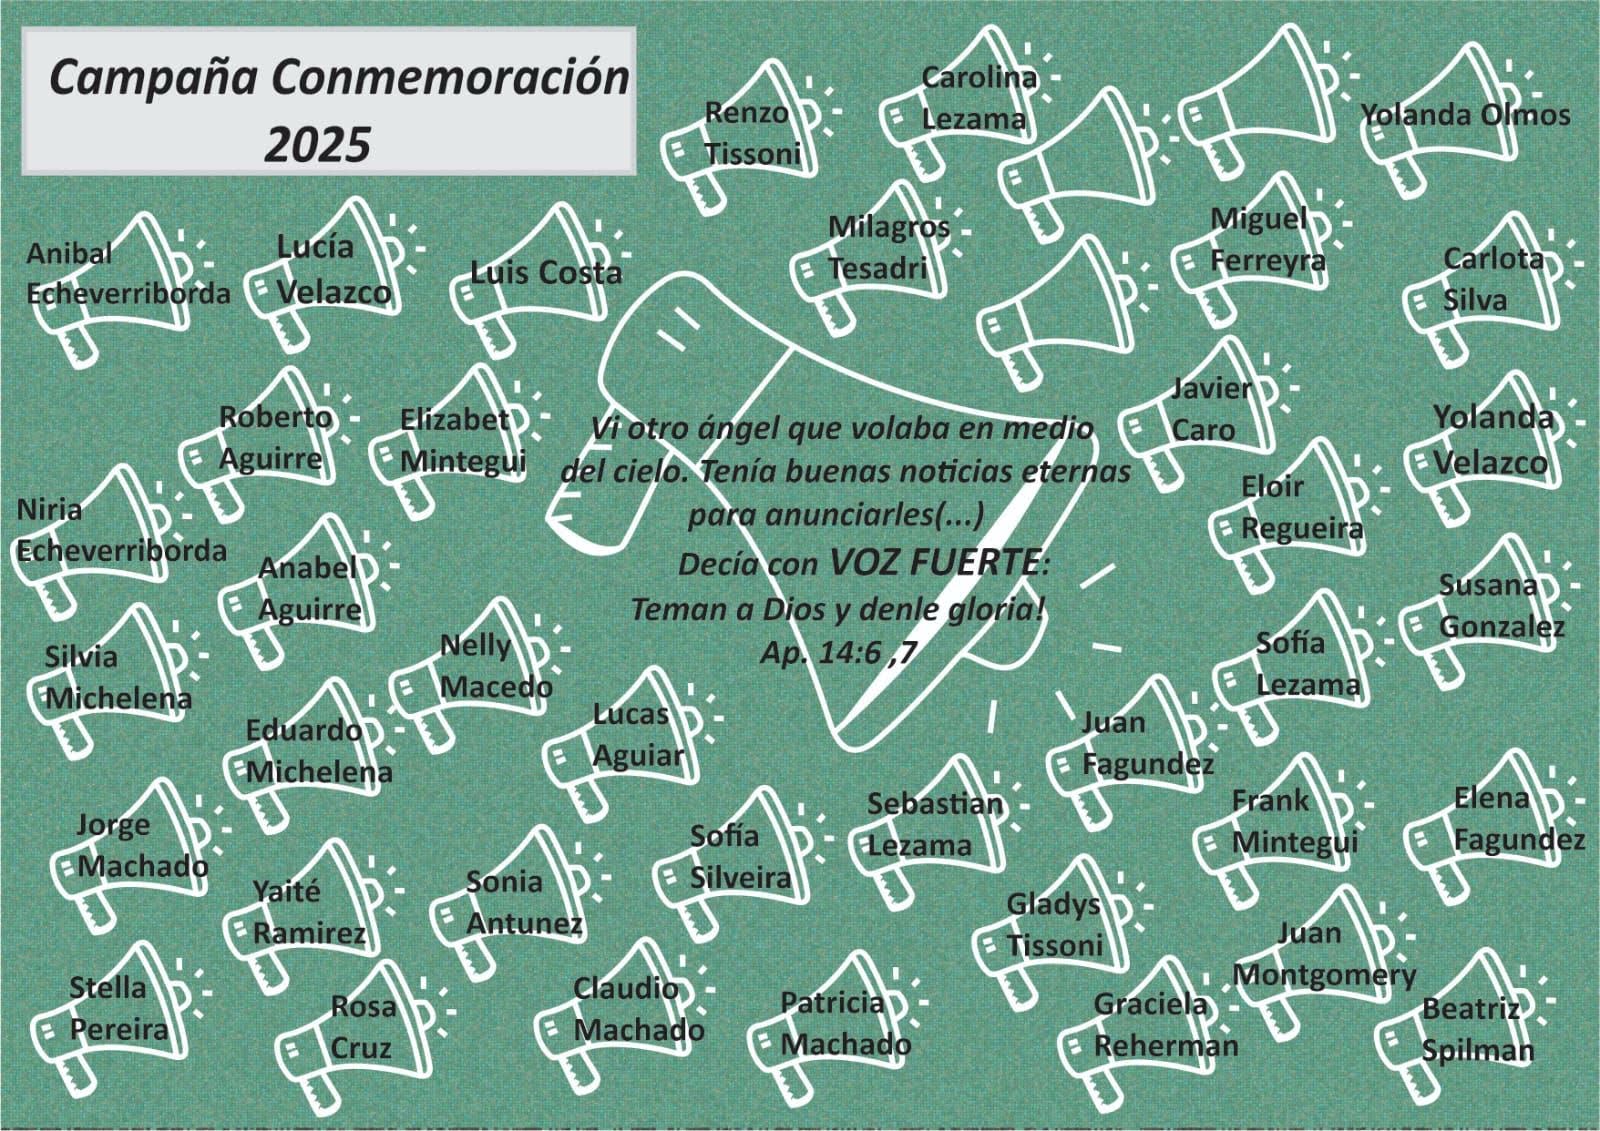 Campaña Conmemoración
2025
Renzo
Tissoni
Carolina
Lezama
Yolanda Olmos
Anibal
Echeverriborda
Lucía
Velazco
Luis Costa
Milagros
Tesadri
Miguel
Ferreyra
Carlota
Silva
Roberto
Aguirre
Elizabet
Mintegui
Javier
Caro
Yolanda
Velazco
Vi otro ángel que volaba en medio
del cielo. Tenía buenas noticias eternas
para anunciarles(...)
Decía con VOZ FUERTE:
Teman a Dios y denle gloria!
Ap. 14:6 ,7
Niria
Echeverriborda
Anabel
Aguirre
Eloir
Regueira
Susana
Gonzalez
Silvia
Michelena
Nelly
Macedo
Sofía
Lezama
Eduardo
Michelena
Lucas
Aguiar
Juan
Fagundez
Jorge
Machado
Sofía
Silveira
Sebastian
Lezama
Frank
Mintegui
Elena
Fagundez
Yaité
Ramirez
Sonia
Antunez
Gladys
Tissoni
Juan
Montgomery
Stella
Pereira
Rosa
Cruz
Claudio
Machado
Patricia
Machado
Graciela
Reherman
Beatriz
Spilman